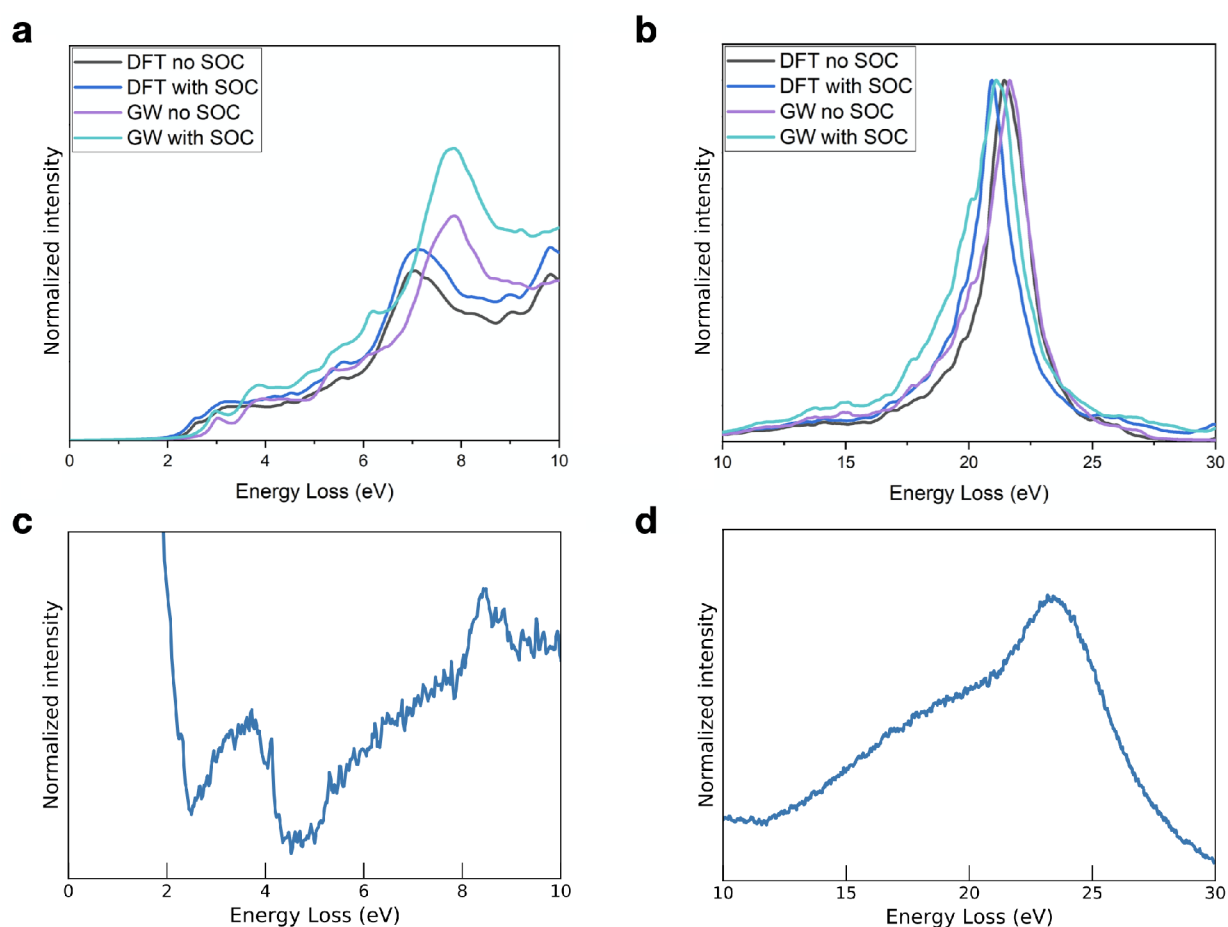 a
DFT no SOC
DFT with SOC
GW no SOC
GW with SOC
Normalized intensity
0 2 4 6 8 10
Energy Loss (eV)
b
DFT no SOC
DFT with SOC
GW no SOC
GW with SOC
Normalized intensity
10 15 20 25 30
Energy Loss (eV)
c
Normalized intensity
0 2 4 6 8 10
Energy Loss (eV)
d
Normalized intensity
10 15 20 25 30
Energy Loss (eV)